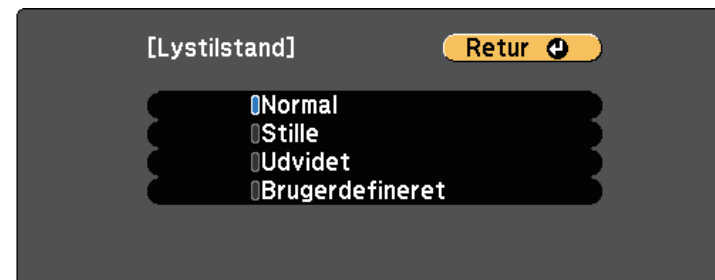 [Lystilstand]
Retur
Normal
Stille
Udvidet
Brugerdefineret